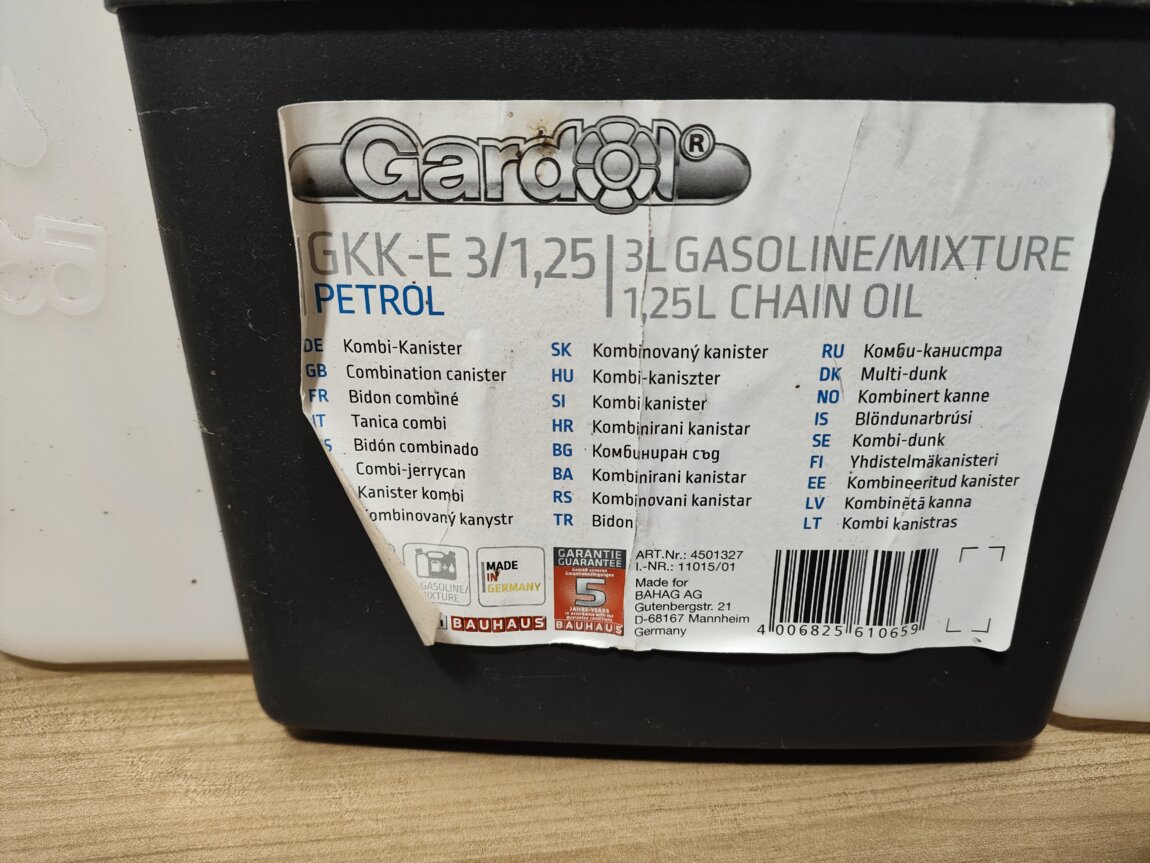 Gardol®
GKK-E 3/1,25
PETROL
3L GASOLINE/MIXTURE
1,25L CHAIN OIL
DE Kombi-Kanister
GB Combination canister
FR Bidon combiné
IT Tanica combi
S Bidón combinado
Combi-jerrycan
Kanister kombi
ombinovaný kanystr
SK Kombinovaný kanister
HU Kombi-kaniszter
SI Kombi kanister
HR Kombinirani kanistar
BG Комбиниран съд
BA Kombinirani kanistar
RS Kombinovani kanistar
TR Bidon
RU Комби-канистра
DK Multi-dunk
NO Kombinert kanne
IS Blöndunarbrúsi
SE Kombi-dunk
FI Yhdistelmäkanisteri
EE Kombineeritud kanister
LV Kombinētā kanna
LT Kombi kanistras
GASOLINE/
IXTURE
MADE
IN
GERMANY
BAUHAUS
GARANTIE
GUARANTEE
5
JAHRE-YEARS
BAUHAUS
ART.Nr.: 4501327
I.-NR.: 11015/01
Made for
BAHAG AG
Gutenbergstr. 21
D-68167 Mannheim
Germany
4 006825 610659